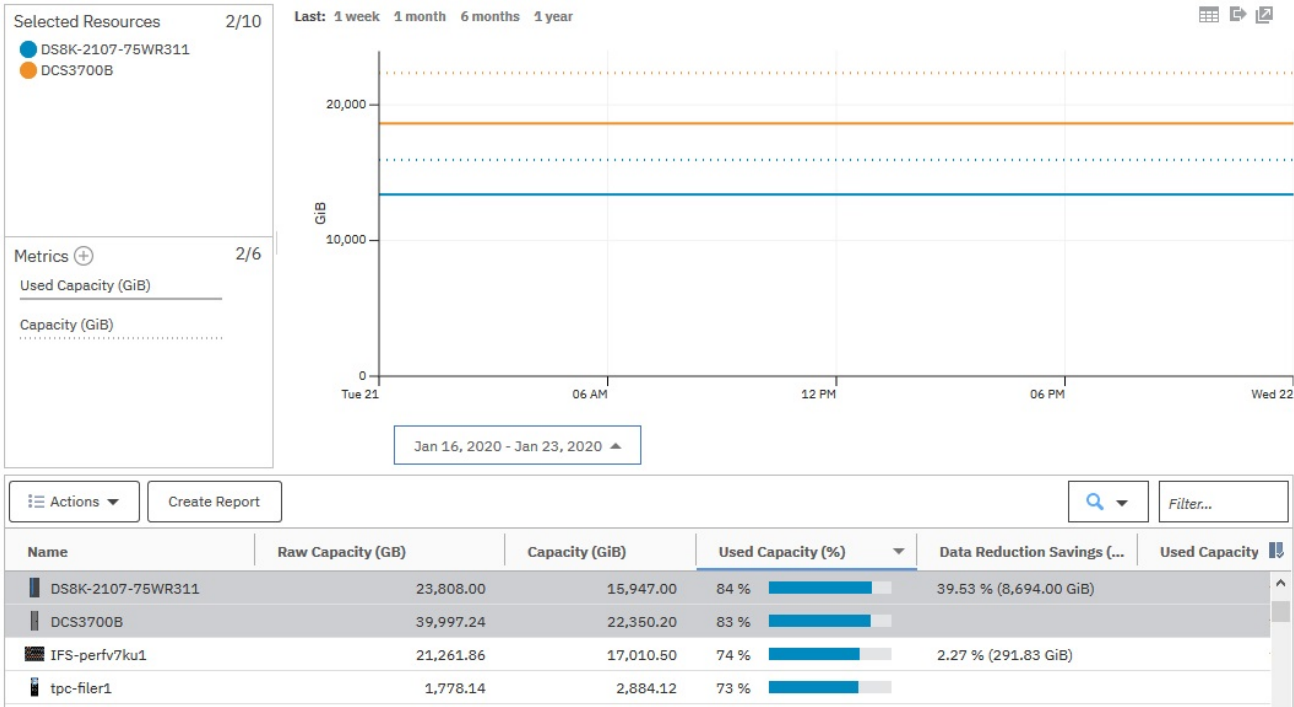 Selected Resources 2/10
DS8K-2107-75WR311
DCS3700B
Metrics 2/6
Used Capacity (GiB)
Capacity (GiB)
Last: 1 week 1 month 6 months 1 year
GiB
20,000
10,000
0
Tue 21 06 AM 12 PM 06 PM Wed 22
Jan 16, 2020 - Jan 23, 2020
Actions Create Report Filter...
Name Raw Capacity (GB) Capacity (GiB) Used Capacity (%) Data Reduction Savings (... Used Capacity
DS8K-2107-75WR311 23,808.00 15,947.00 84 % 39.53 % (8,694.00 GiB)
DCS3700B 39,997.24 22,350.20 83 %
IFS-perfv7ku1 21,261.86 17,010.50 74 % 2.27 % (291.83 GiB)
tpc-filer1 1,778.14 2,884.12 73 %